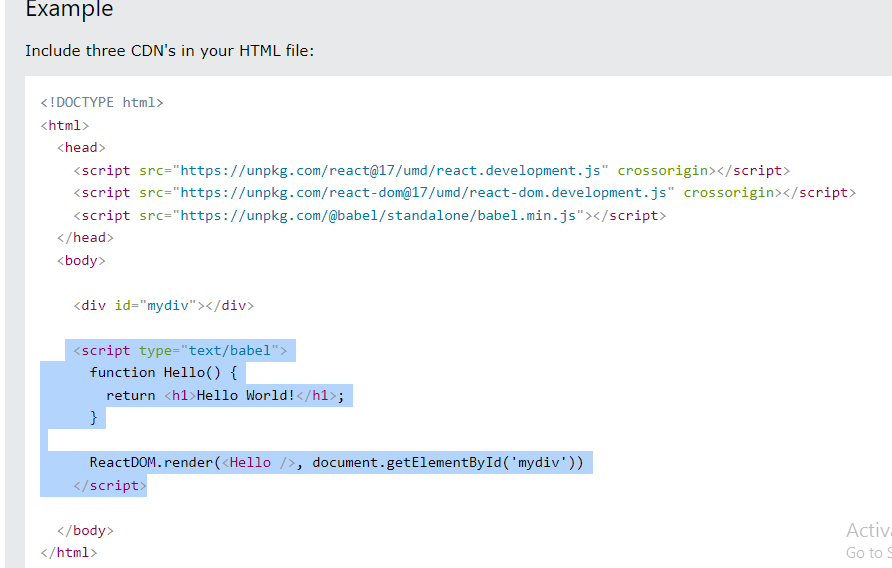 Example
Include three CDN's in your HTML file:
<!DOCTYPE html>
<html>
<head>
<script src="https://unpkg.com/react@17/umd/react.development.js" crossorigin></script>
<script src="https://unpkg.com/react-dom@17/umd/react-dom.development.js" crossorigin></script>
<script src="https://unpkg.com/@babel/standalone/babel.min.js"></script>
</head>
<body>
<div id="mydiv"></div>
<script type="text/babel">
function Hello() {
return <h1>Hello World!</h1>;
}
ReactDOM.render(<Hello />, document.getElementById('mydiv'))
</script>
</body>
</html>
Activ
Go to S